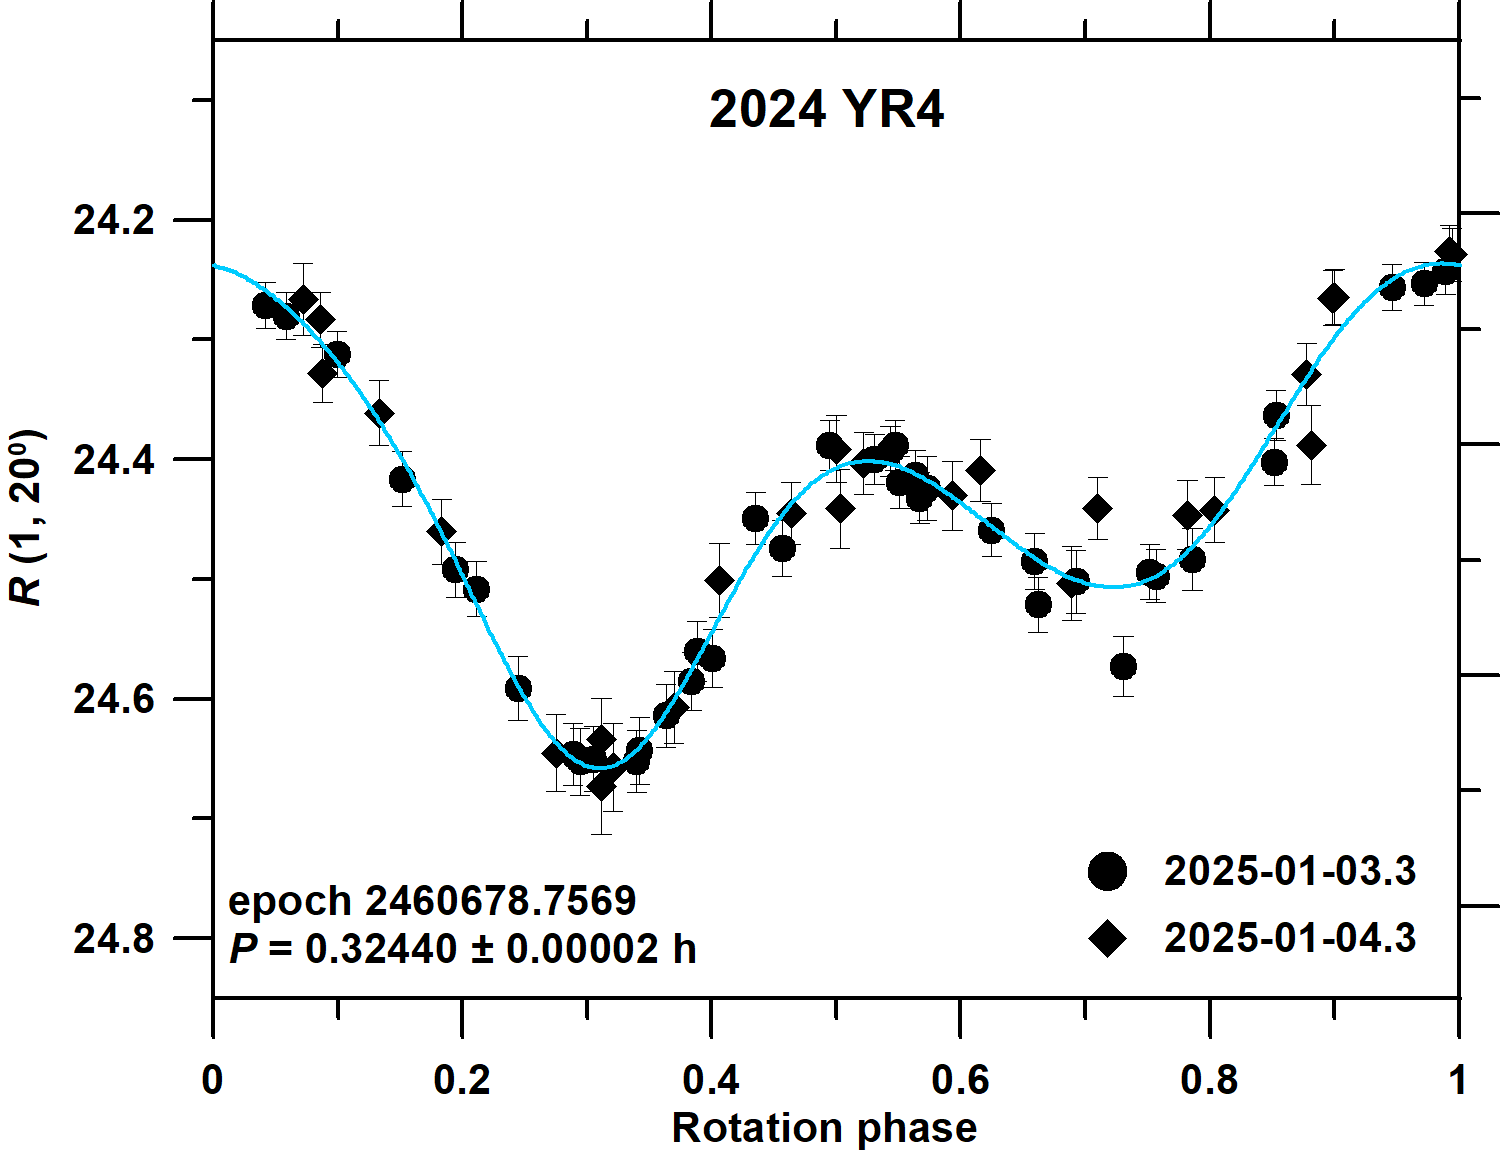 2024 YR4
24.2
24.4
24.6
24.8
R (1, 20⁰)
epoch 2460678.7569
P = 0.32440 ± 0.00002 h
2025-01-03.3
2025-01-04.3
0 0.2 0.4 0.6 0.8 1
Rotation phase